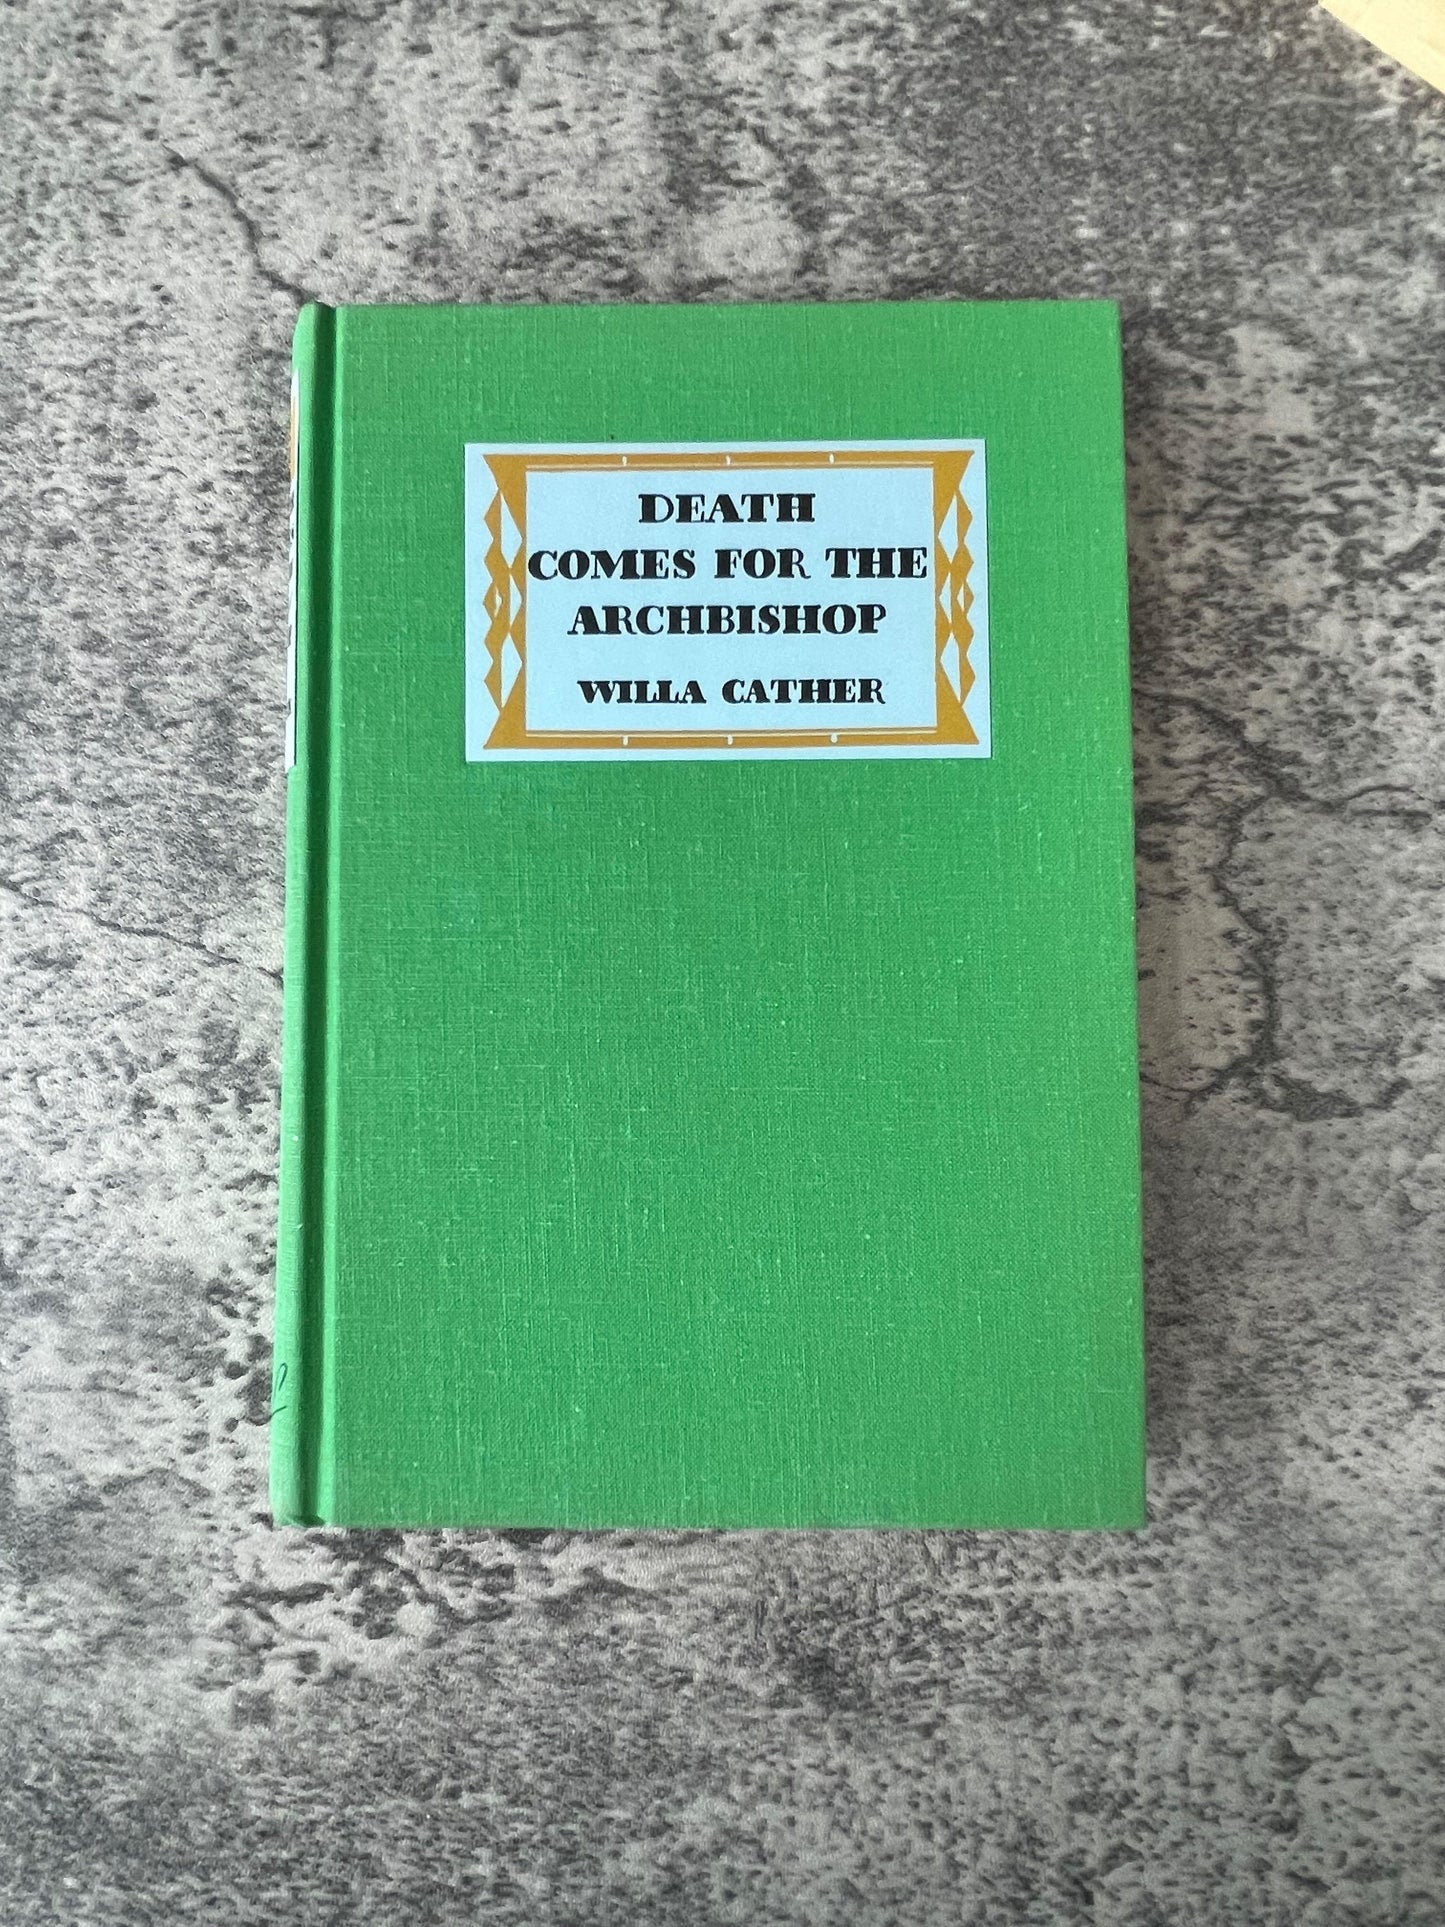 DEATH
COMES FOR THE
ARCHBISHOP
WILLA CATHER